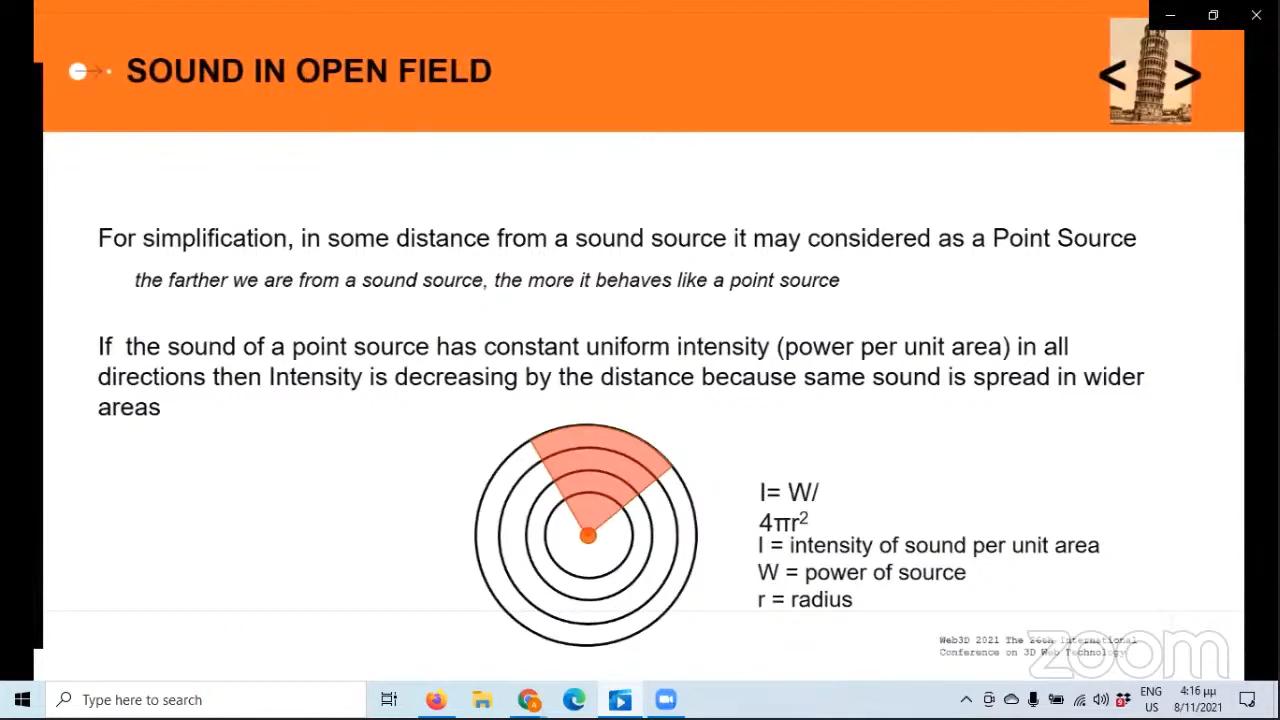 SOUND IN OPEN FIELD
< >
For simplification, in some distance from a sound source it may considered as a Point Source
the farther we are from a sound source, the more it behaves like a point source
If the sound of a point source has constant uniform intensity (power per unit area) in all
directions then Intensity is decreasing by the distance because same sound is spread in wider
areas
I= W/
4πr²
I = intensity of sound per unit area
W = power of source
r = radius
Web3D 2021 The 26th International
Conference on 3D Web Technology
zoom
Type here to search
ENG
US
4:16 μμ
8/11/2021